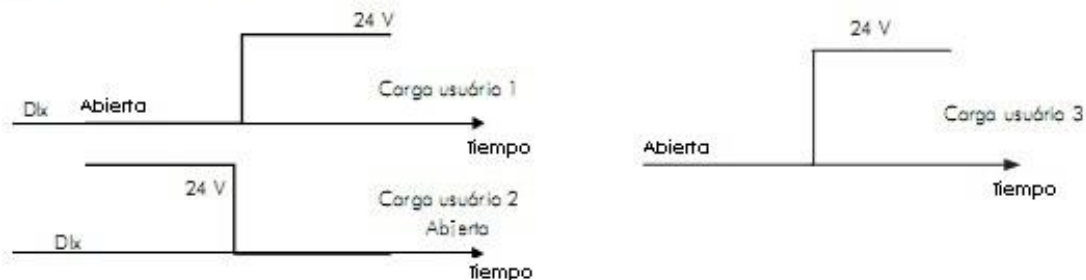 24 V
DIx Abierta
Carga usuário 1
Tiempo
24 V
Carga usuário 2
Abierta
DIx
Tiempo
24 V
Carga usuário 3
Abierta
Tiempo